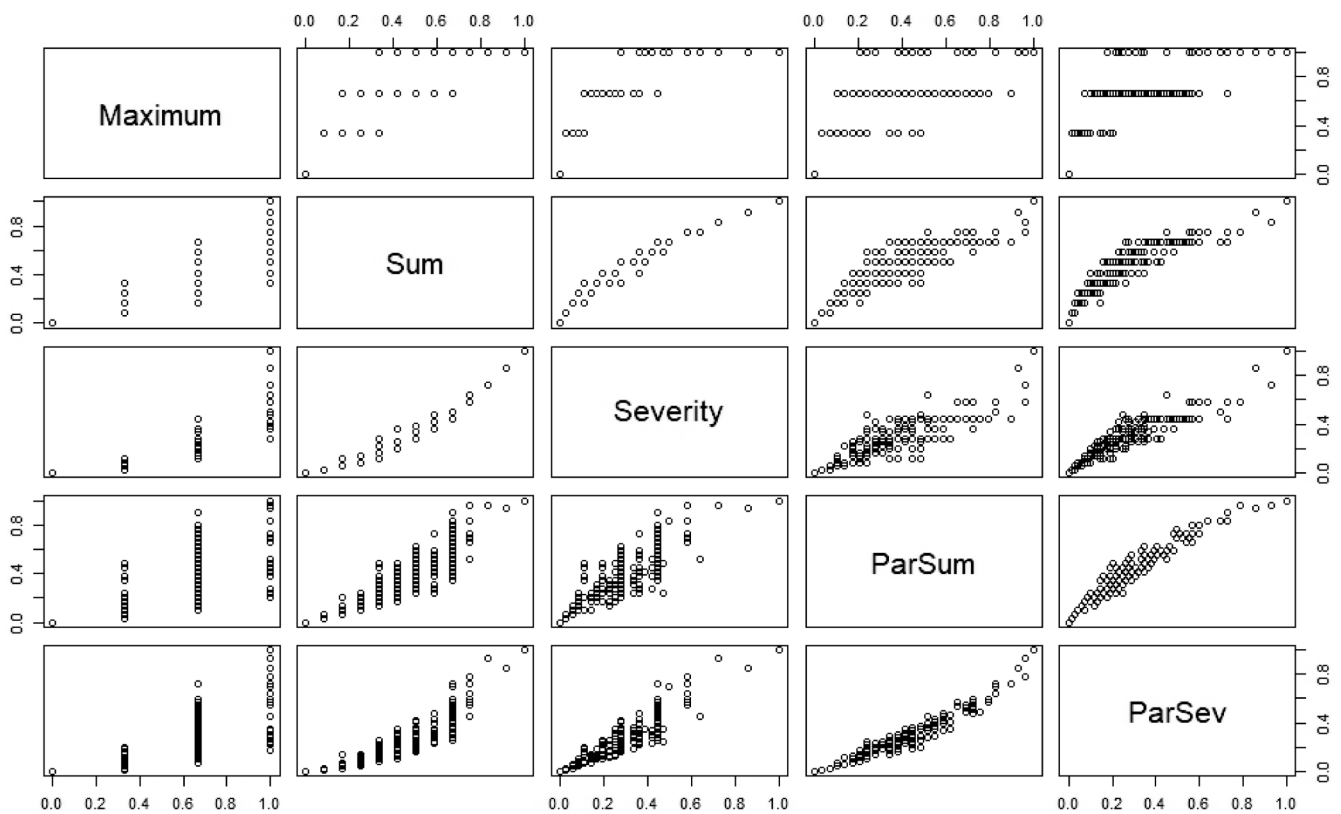 0.0 0.2 0.4 0.6 0.8 1.0 0.0 0.2 0.4 0.6 0.8 1.0
Maximum 0.0 0.4 0.8
0.0 0.4 0.8 Sum
Severity 0.0 0.4 0.8
0.0 0.4 0.8 ParSum
ParSev 0.0 0.4 0.8
0.0 0.2 0.4 0.6 0.8 1.0 0.0 0.2 0.4 0.6 0.8 1.0 0.0 0.2 0.4 0.6 0.8 1.0